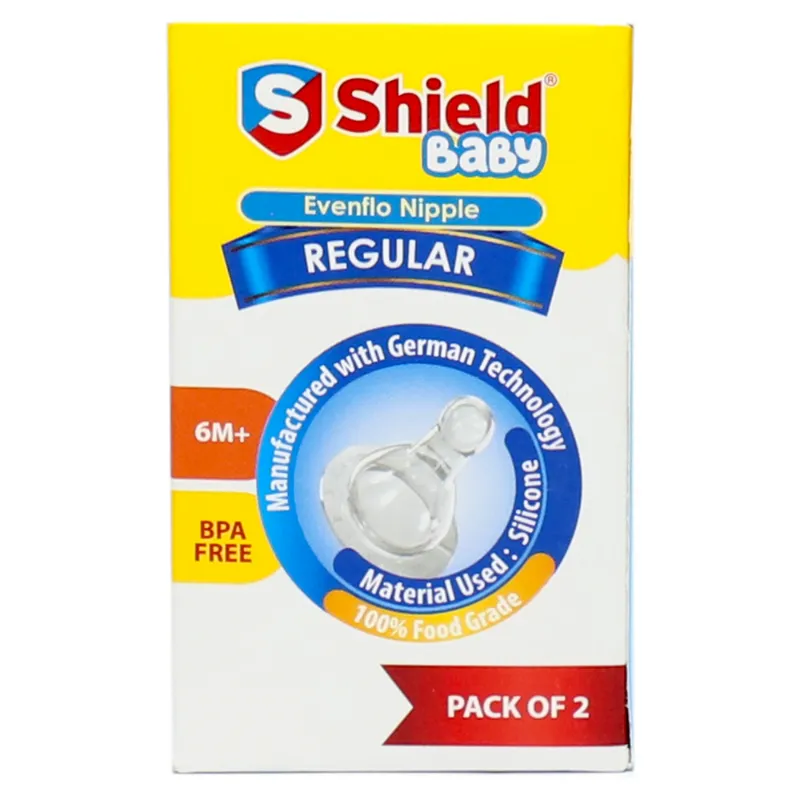 S Shield®
BABY
Evenflo Nipple
REGULAR
Manufactured with German Technology
6M+
Material Used : Silicone
BPA
FREE
100% Food Grade
PACK OF 2